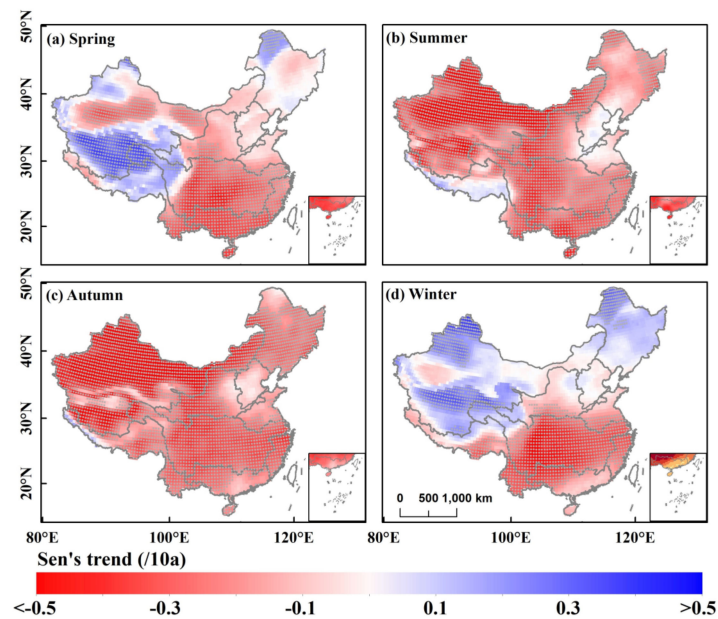 (a) Spring
(b) Summer
50°N
40°N
30°N
20°N
(c) Autumn
(d) Winter
50°N
40°N
30°N
20°N
0 500 1,000 km
80°E 100°E 120°E 80°E 100°E 120°E
Sen's trend (/10a)
<-0.5 -0.3 -0.1 0.1 0.3 >0.5